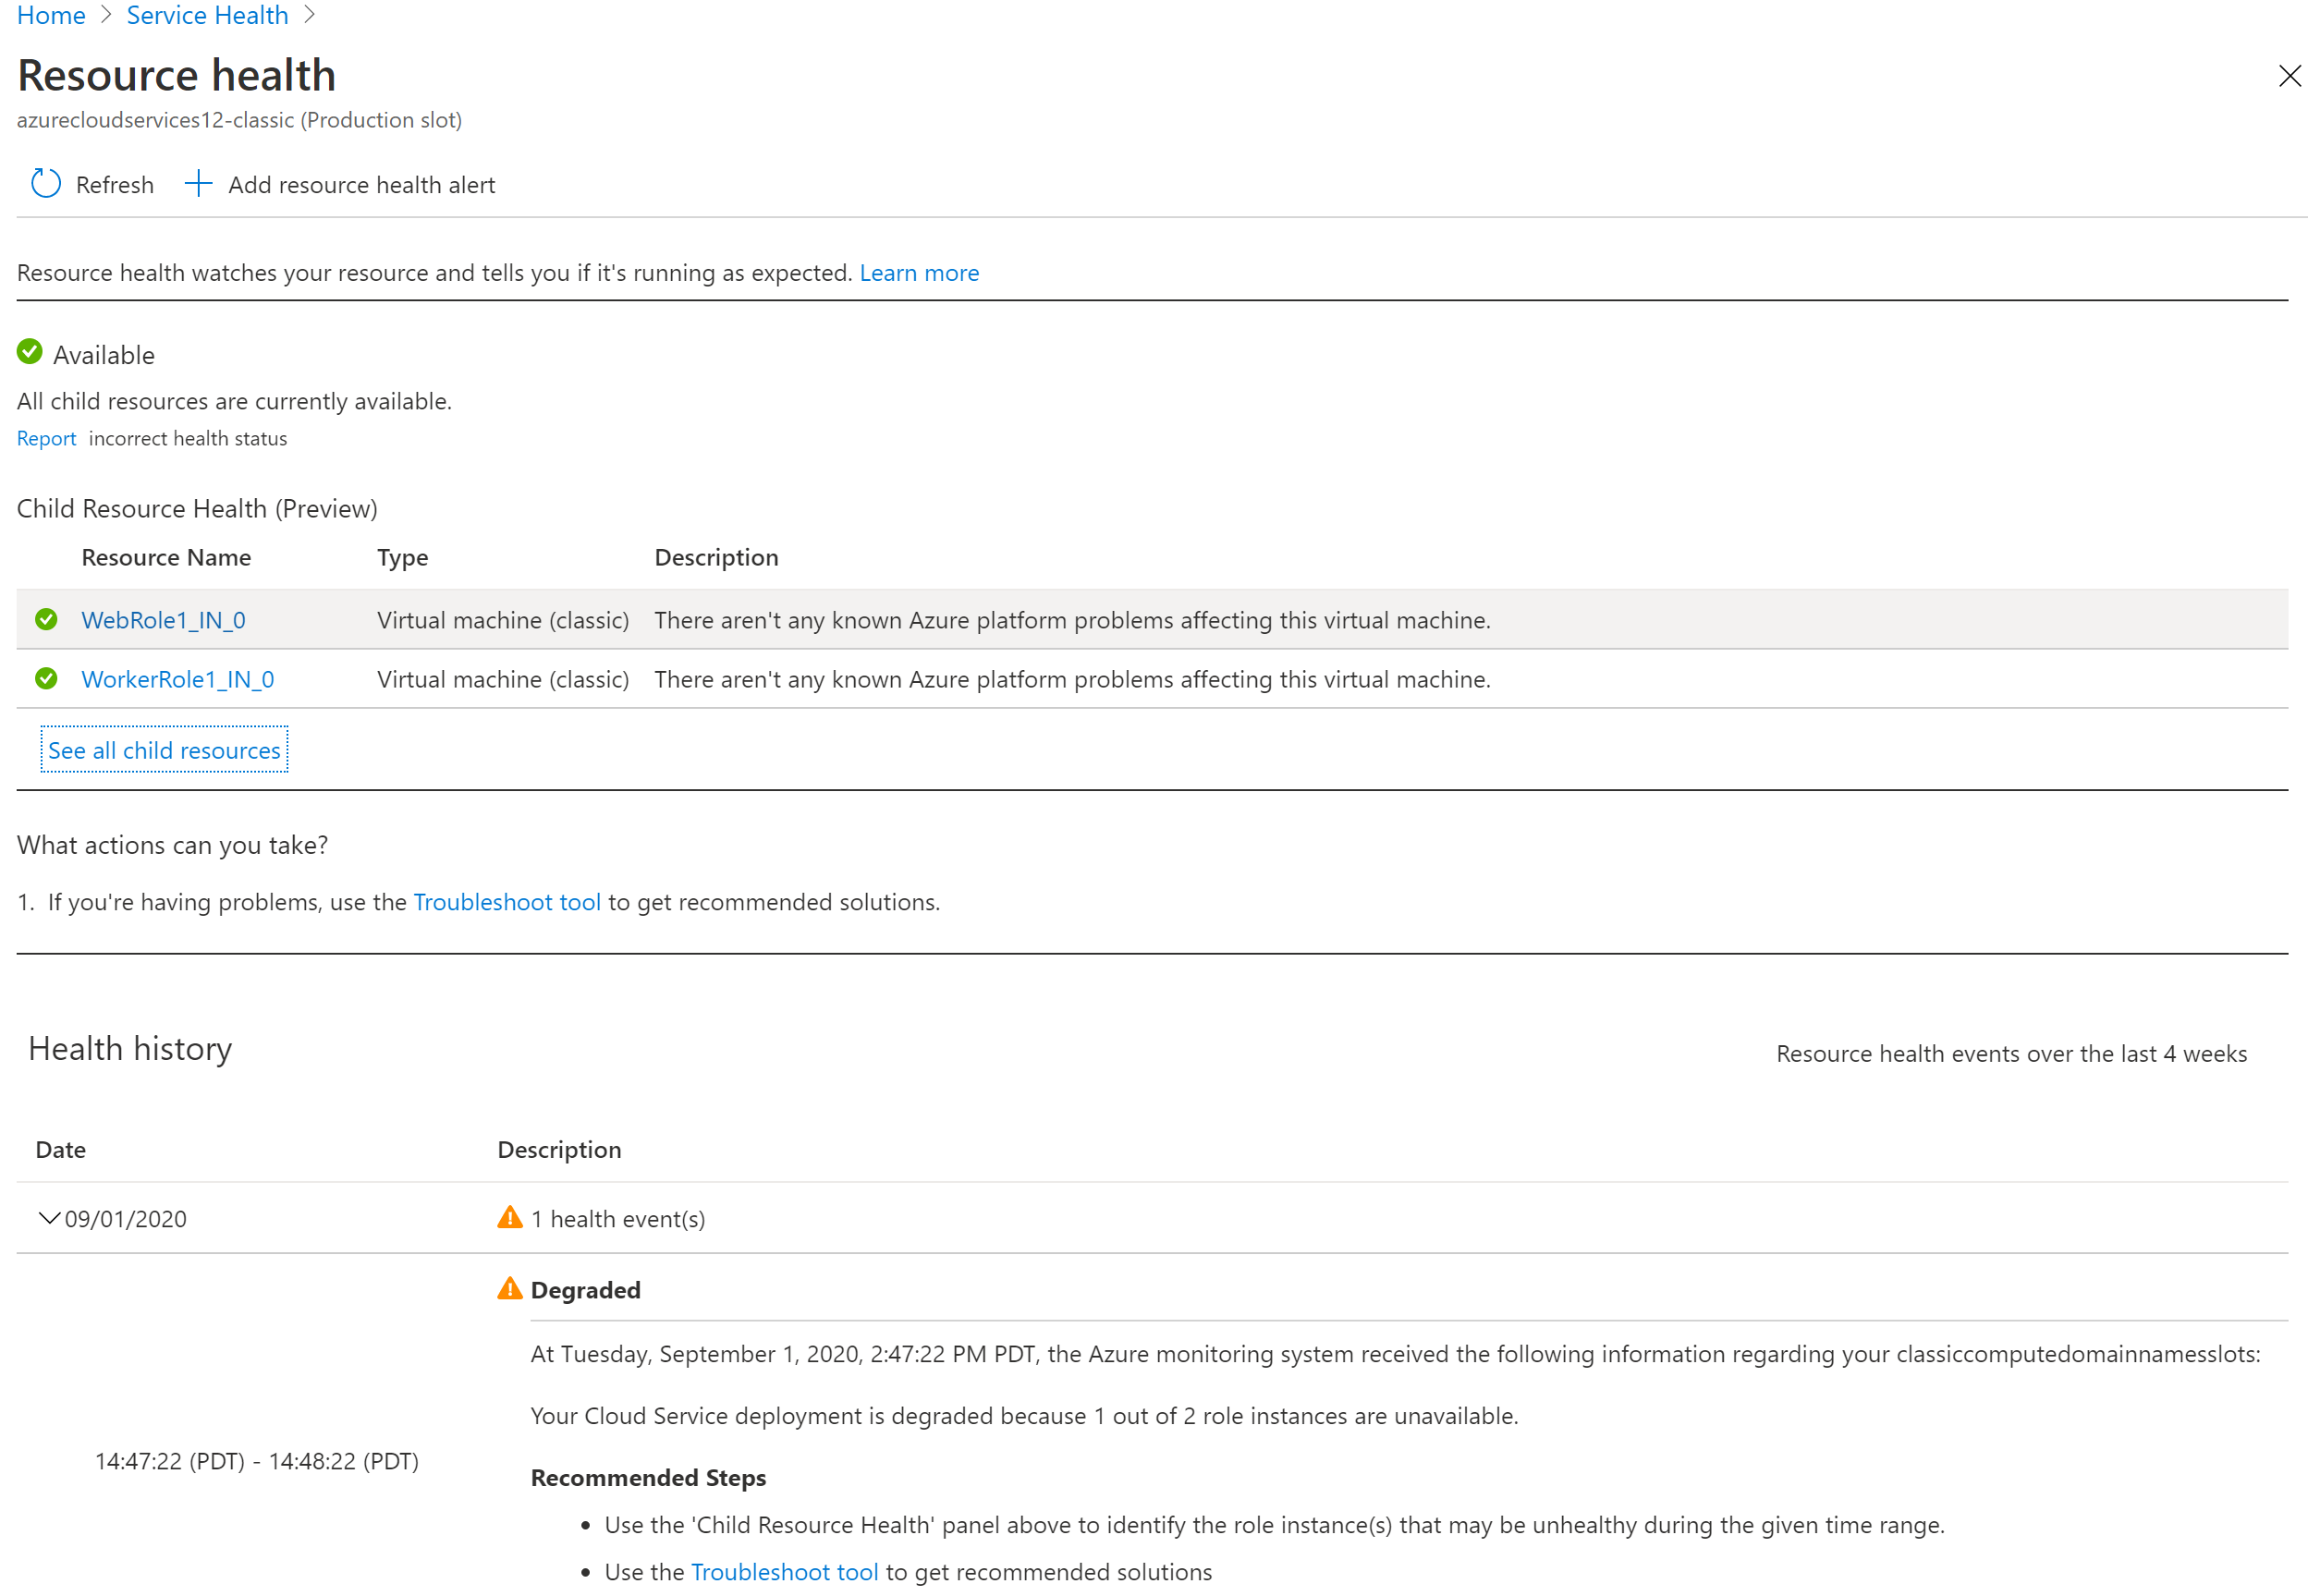 Home > Service Health >
Resource health
azurecloudservices12-classic (Production slot)
Refresh Add resource health alert
Resource health watches your resource and tells you if it's running as expected. Learn more
Available
All child resources are currently available.
Report incorrect health status
Child Resource Health (Preview)
Resource Name Type Description
WebRole1_IN_0 Virtual machine (classic) There aren't any known Azure platform problems affecting this virtual machine.
WorkerRole1_IN_0 Virtual machine (classic) There aren't any known Azure platform problems affecting this virtual machine.
See all child resources
What actions can you take?
1. If you're having problems, use the Troubleshoot tool to get recommended solutions.
Health history
Resource health events over the last 4 weeks
Date Description
09/01/2020 1 health event(s)
Degraded
At Tuesday, September 1, 2020, 2:47:22 PM PDT, the Azure monitoring system received the following information regarding your classiccomputedomainnamesslots:
Your Cloud Service deployment is degraded because 1 out of 2 role instances are unavailable.
14:47:22 (PDT) - 14:48:22 (PDT)
Recommended Steps
• Use the 'Child Resource Health' panel above to identify the role instance(s) that may be unhealthy during the given time range.
• Use the Troubleshoot tool to get recommended solutions